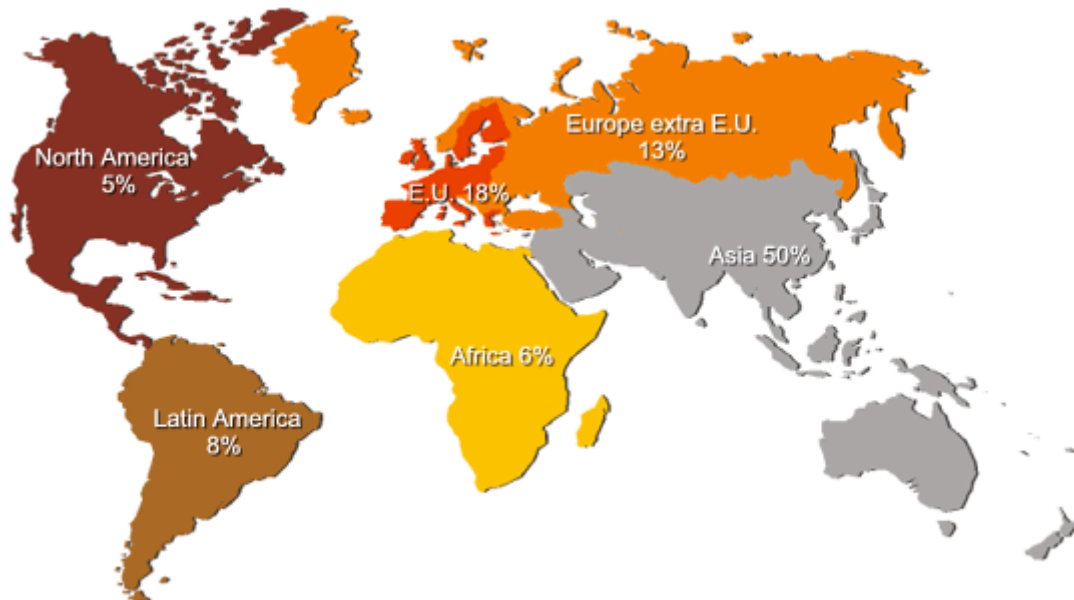 Europe extra E.U.
13%
North America
5%
E.U. 18%
Asia 50%
Africa 6%
Latin America
8%